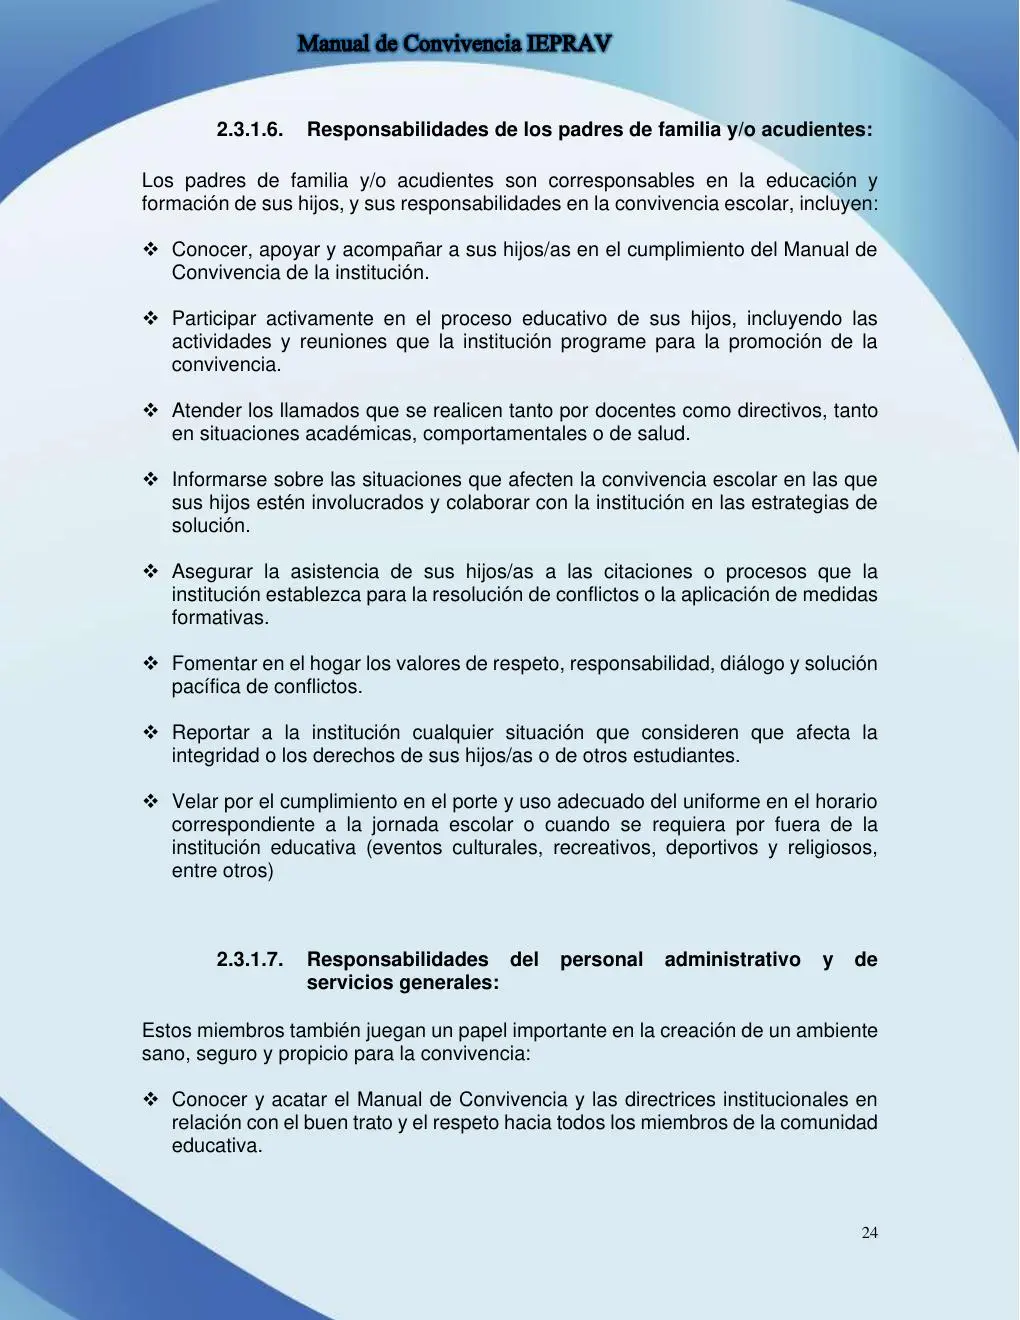 Manual de Convivencia IEPRAV
2.3.1.6. Responsabilidades de los padres de familia y/o acudientes:
Los padres de familia y/o acudientes son corresponsables en la educación y
formación de sus hijos, y sus responsabilidades en la convivencia escolar, incluyen:
❖ Conocer, apoyar y acompañar a sus hijos/as en el cumplimiento del Manual de
Convivencia de la institución.
❖ Participar activamente en el proceso educativo de sus hijos, incluyendo las
actividades y reuniones que la institución programe para la promoción de la
convivencia.
❖ Atender los llamados que se realicen tanto por docentes como directivos, tanto
en situaciones académicas, comportamentales o de salud.
❖ Informarse sobre las situaciones que afecten la convivencia escolar en las que
sus hijos estén involucrados y colaborar con la institución en las estrategias de
solución.
❖ Asegurar la asistencia de sus hijos/as a las citaciones o procesos que la
institución establezca para la resolución de conflictos o la aplicación de medidas
formativas.
❖ Fomentar en el hogar los valores de respeto, responsabilidad, diálogo y solución
pacífica de conflictos.
❖ Reportar a la institución cualquier situación que consideren que afecta la
integridad o los derechos de sus hijos/as o de otros estudiantes.
❖ Velar por el cumplimiento en el porte y uso adecuado del uniforme en el horario
correspondiente a la jornada escolar o cuando se requiera por fuera de la
institución educativa (eventos culturales, recreativos, deportivos y religiosos,
entre otros)
2.3.1.7. Responsabilidades del personal administrativo y de
servicios generales:
Estos miembros también juegan un papel importante en la creación de un ambiente
sano, seguro y propicio para la convivencia:
❖ Conocer y acatar el Manual de Convivencia y las directrices institucionales en
relación con el buen trato y el respeto hacia todos los miembros de la comunidad
educativa.
24